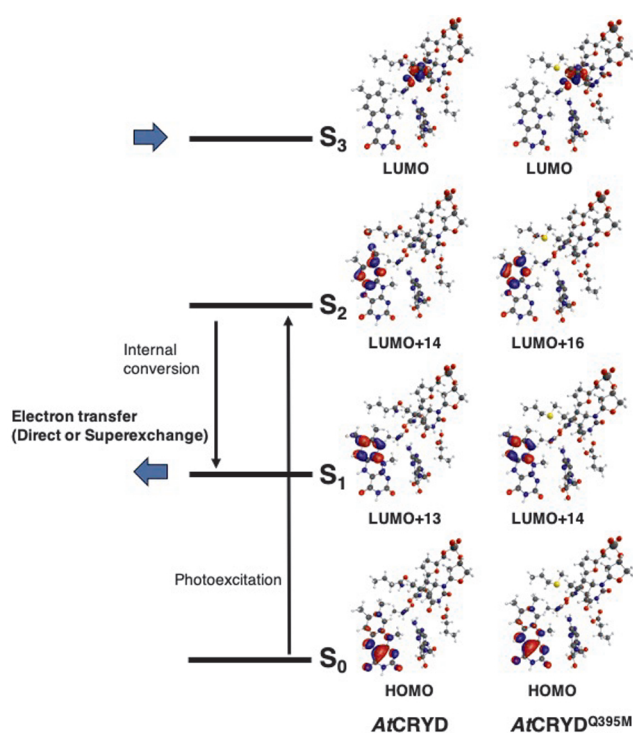 S3
LUMO
LUMO
S2
LUMO+14
LUMO+16
Internal
conversion
Electron transfer
(Direct or Superexchange)
S1
LUMO+13
LUMO+14
Photoexcitation
S0
HOMO
HOMO
AtCRYD
AtCRYDQ395M